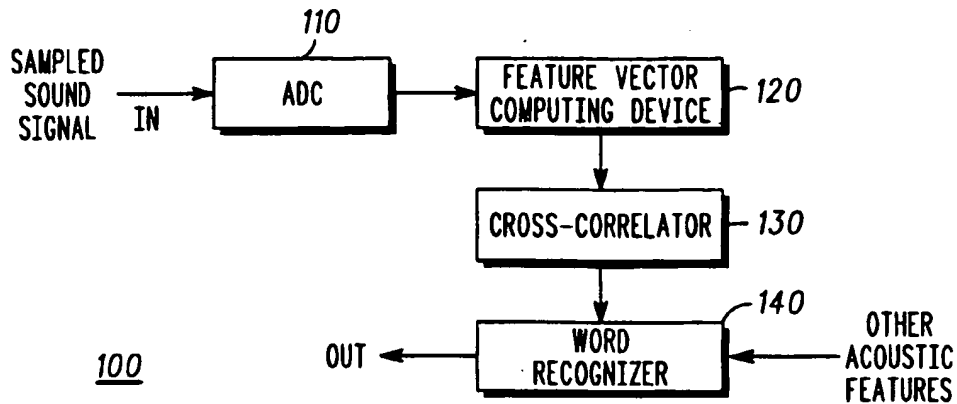 110
SAMPLED
SOUND
SIGNAL
IN
ADC
FEATURE VECTOR
COMPUTING DEVICE
120
CROSS-CORRELATOR
130
140
WORD
RECOGNIZER
OUT
OTHER
ACOUSTIC
FEATURES
100